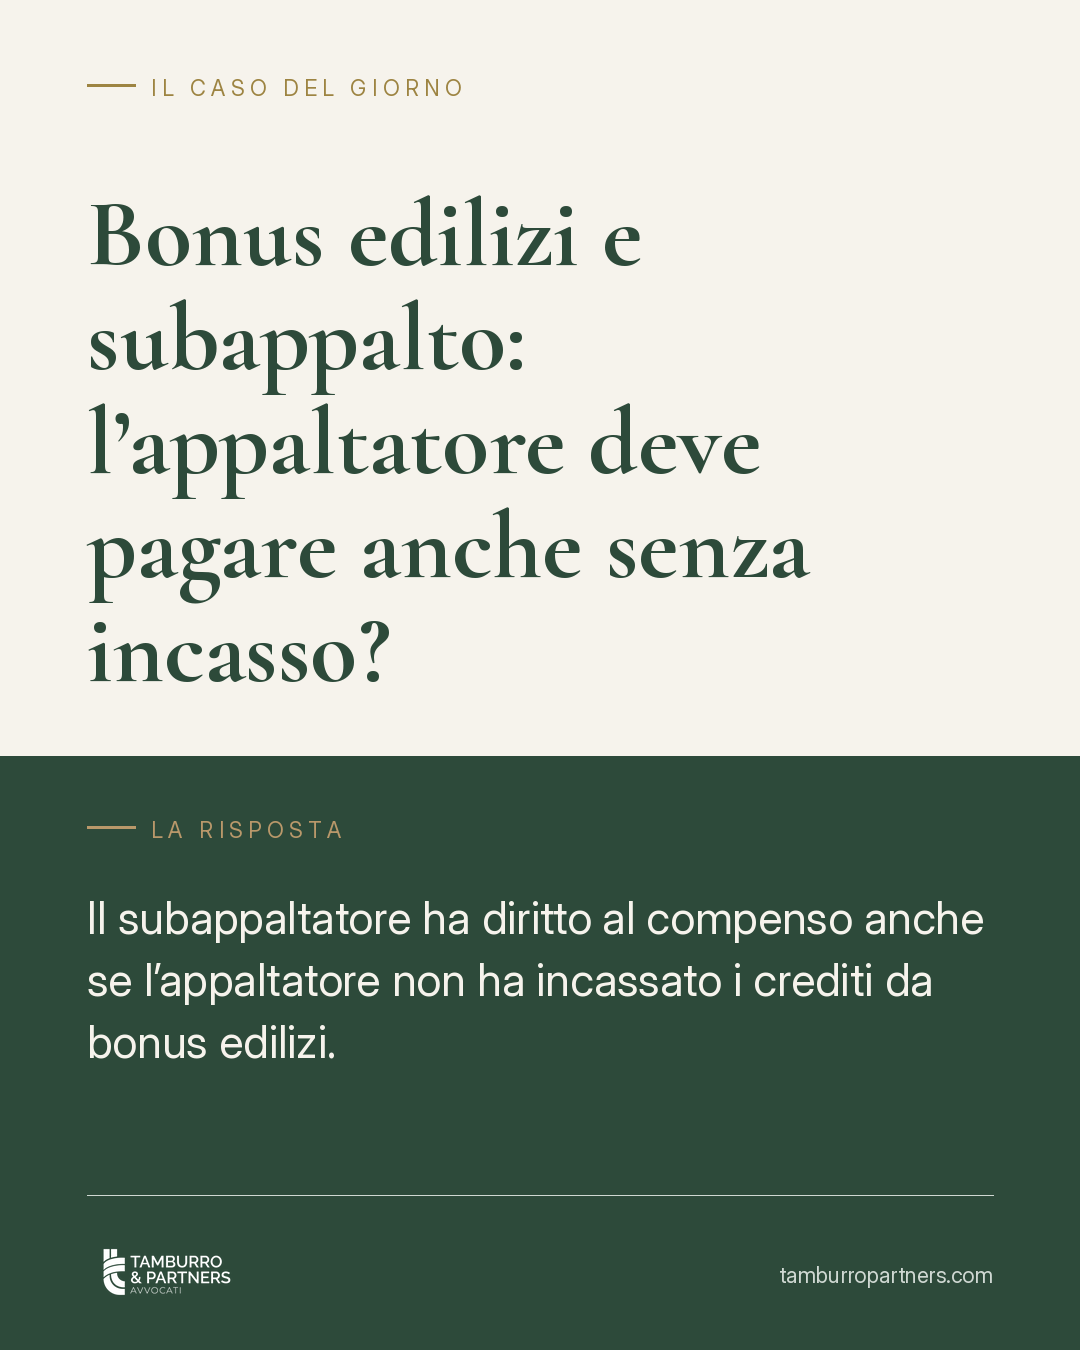 IL CASO DEL GIORNO
Bonus edilizi e
subappalto:
l’appaltatore deve
pagare anche senza
incasso?
LA RISPOSTA
Il subappaltatore ha diritto al compenso anche
se l’appaltatore non ha incassato i crediti da
bonus edilizi.
TAMBURRO
& PARTNERS
AVVOCATI
tamburropartners.com